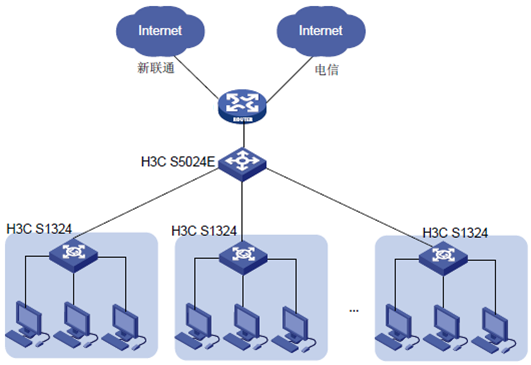 Internet
Internet
新联通
电信
ROUTER
H3C S5024E
H3C S1324
H3C S1324
H3C S1324
...